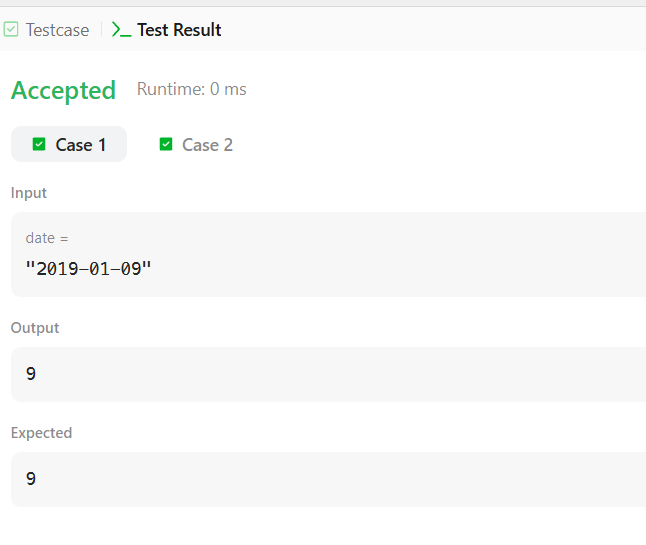 Testcase
Test Result
Accepted
Runtime: 0 ms
Case 1
Case 2
Input
date =
"2019-01-09"
Output
9
Expected
9